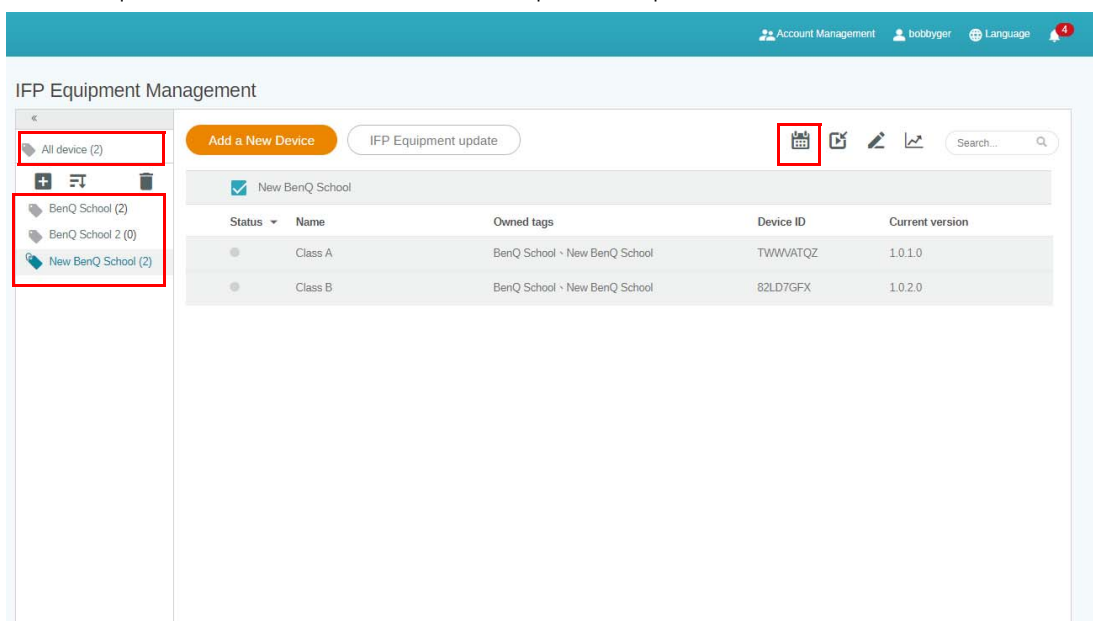 Account Management bobbyger Language 4
IFP Equipment Management
«
All device (2)
Add a New Device IFP Equipment update Search...
New BenQ School
BenQ School (2)
BenQ School 2 (0)
New BenQ School (2)
Status Name Owned tags Device ID Current version
Class A BenQ School、New BenQ School TWWVATQZ 1.0.1.0
Class B BenQ School、New BenQ School 82LD7GFX 1.0.2.0